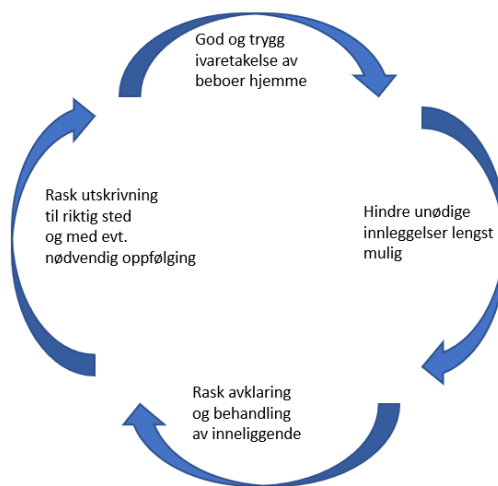 God og trygg
ivaretakelse av
beboer hjemme
Hindre unødige
innleggelser lengst
mulig
Rask avklaring
og behandling
av inneliggende
Rask utskrivning
til riktig sted
og med evt.
nødvendig oppfølging